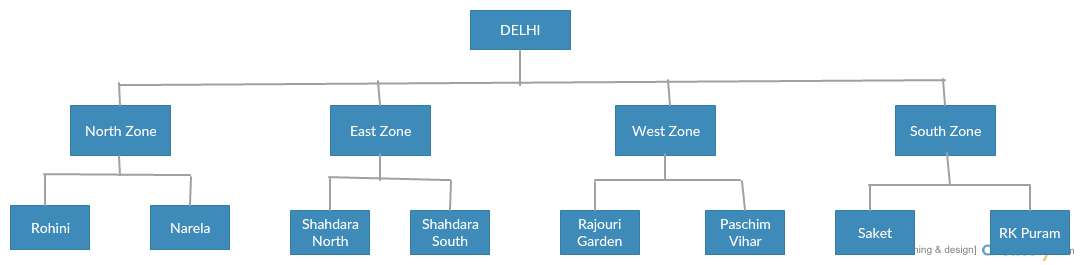 DELHI
North Zone
East Zone
West Zone
South Zone
Rohini
Narela
Shahdara
North
Shahdara
South
Rajouri
Garden
Paschim
Vihar
Saket
RK Puram
& design]